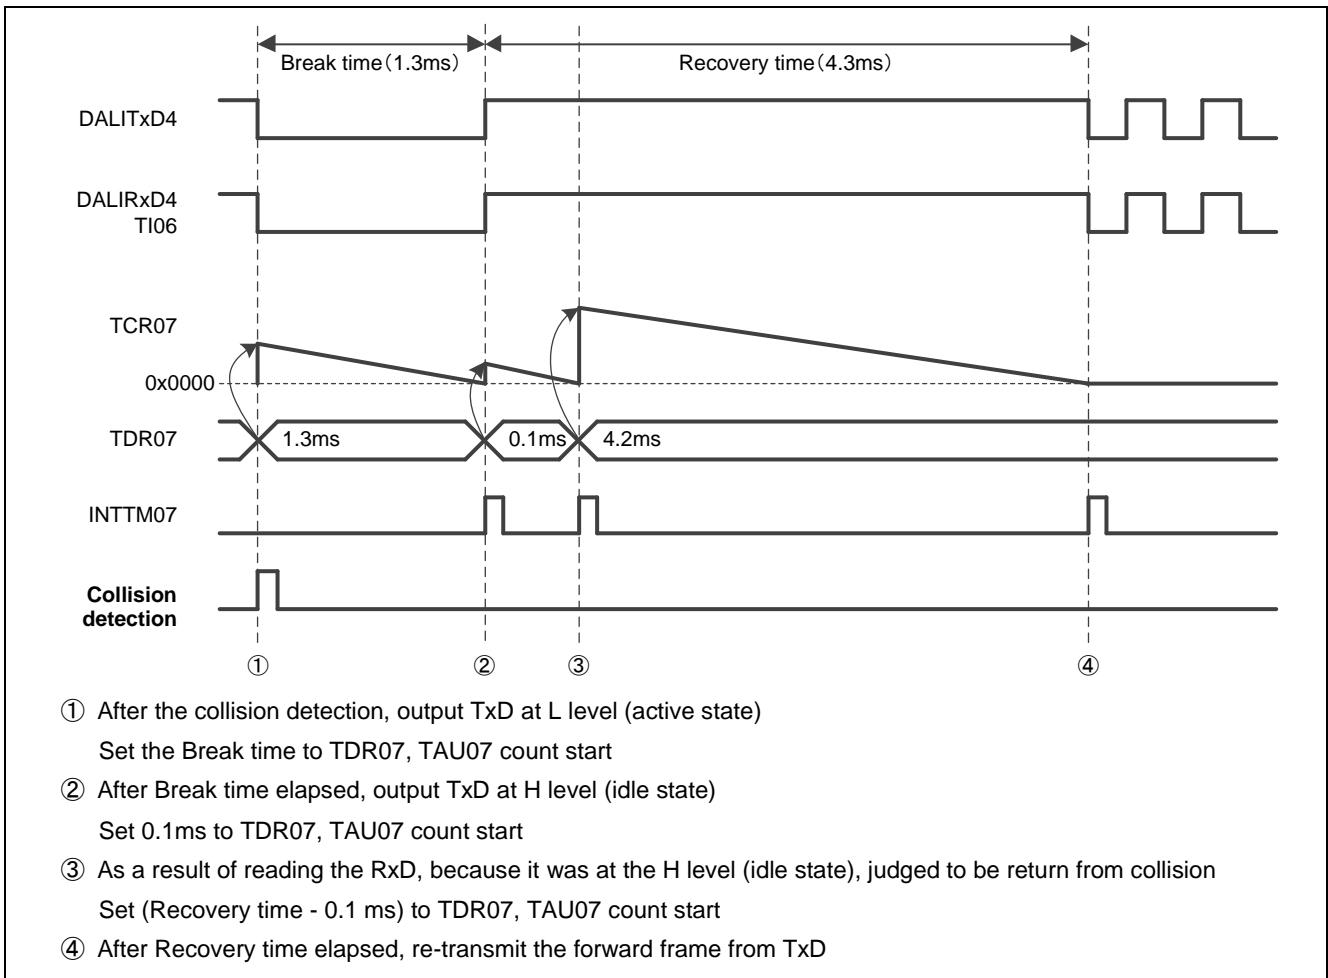 Break time(1.3ms)
Recovery time(4.3ms)
DALITxD4
DALIRxD4
TI06
TCR07
0x0000
TDR07
1.3ms
0.1ms
4.2ms
INTTM07
Collision
detection
① ② ③ ④
① After the collision detection, output TxD at L level (active state)
Set the Break time to TDR07, TAU07 count start
② After Break time elapsed, output TxD at H level (idle state)
Set 0.1ms to TDR07, TAU07 count start
③ As a result of reading the RxD, because it was at the H level (idle state), judged to be return from collision
Set (Recovery time - 0.1 ms) to TDR07, TAU07 count start
④ After Recovery time elapsed, re-transmit the forward frame from TxD